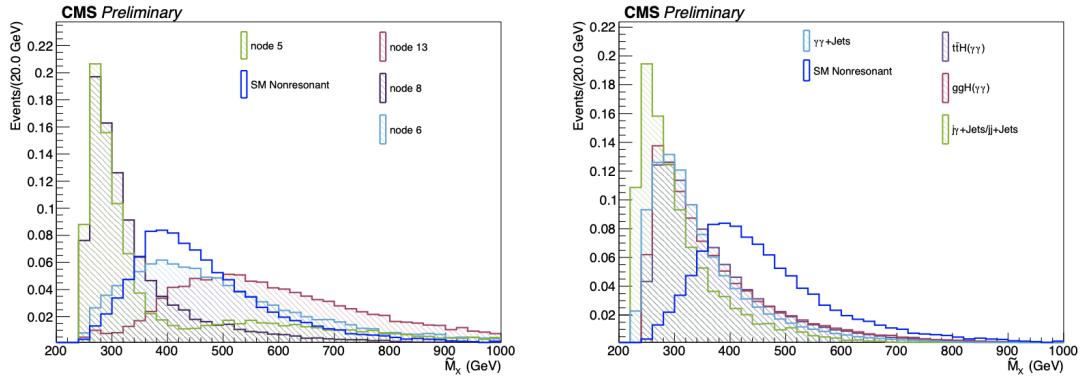 CMS Preliminary
Events/(20.0 GeV)
0.22
0.2
0.18
0.16
0.14
0.12
0.1
0.08
0.06
0.04
0.02
node 5
SM Nonresonant
node 13
node 8
node 6
200 300 400 500 600 700 800 900 1000
M̃X (GeV)
CMS Preliminary
Events/(20.0 GeV)
0.22
0.2
0.18
0.16
0.14
0.12
0.1
0.08
0.06
0.04
0.02
γγ+Jets
SM Nonresonant
tt̄H(γγ)
ggH(γγ)
jγ+Jets/jj+Jets
200 300 400 500 600 700 800 900 1000
M̃X (GeV)